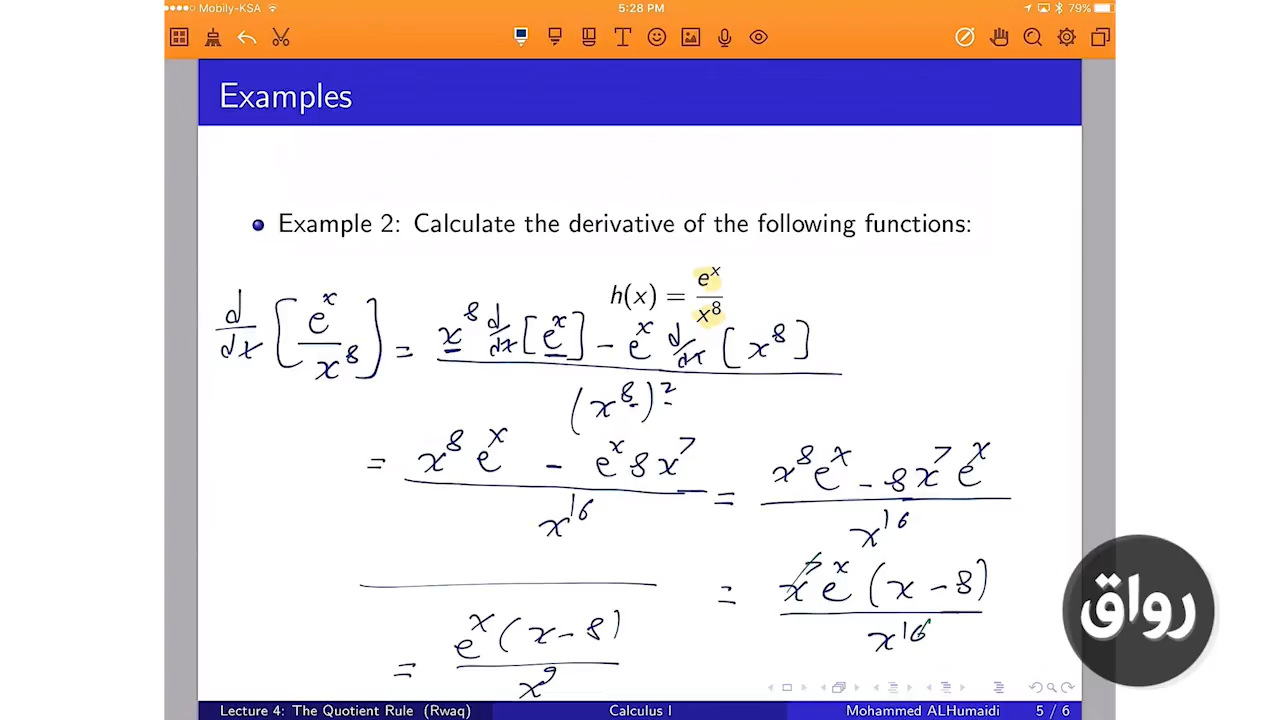 Mobily-KSA 5:28 PM 79%
Examples
Example 2: Calculate the derivative of the following functions:
h(x) = e^x / x^8
d/dx [e^x / x^8] = (x^8 d/dx [e^x] - e^x d/dx [x^8]) / (x^8)^2
= (x^8 e^x - e^x 8x^7) / x^16 = (x^8 e^x - 8x^7 e^x) / x^16
= x^7 e^x (x - 8) / x^16
= e^x (x - 8) / x^9
رواق
Lecture 4: The Quotient Rule (Rwaq) Calculus I Mohammed ALHumaidi 5 / 6